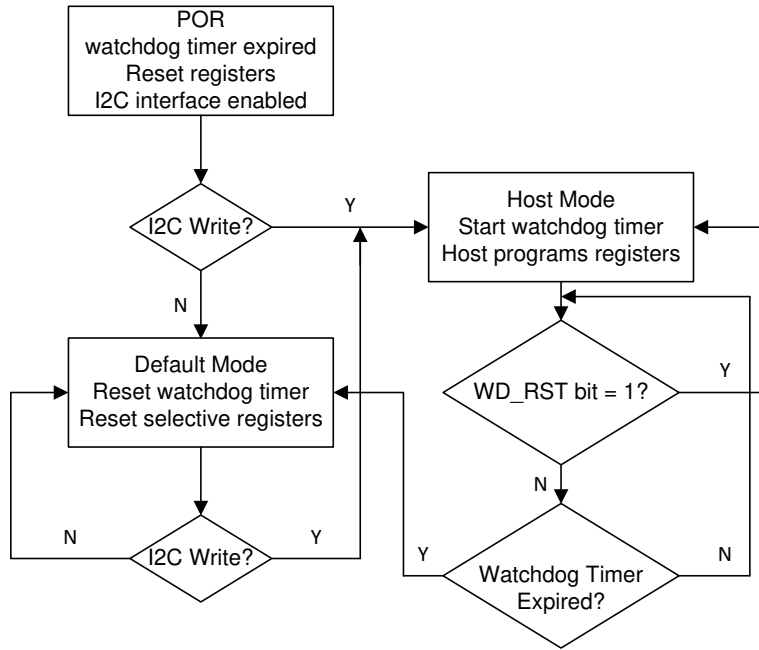 POR
watchdog timer expired
Reset registers
I2C interface enabled
I2C Write?
Y
N
Host Mode
Start watchdog timer
Host programs registers
Default Mode
Reset watchdog timer
Reset selective registers
WD_RST bit = 1?
Y
N
I2C Write?
N
Y
Watchdog Timer
Expired?
Y
N